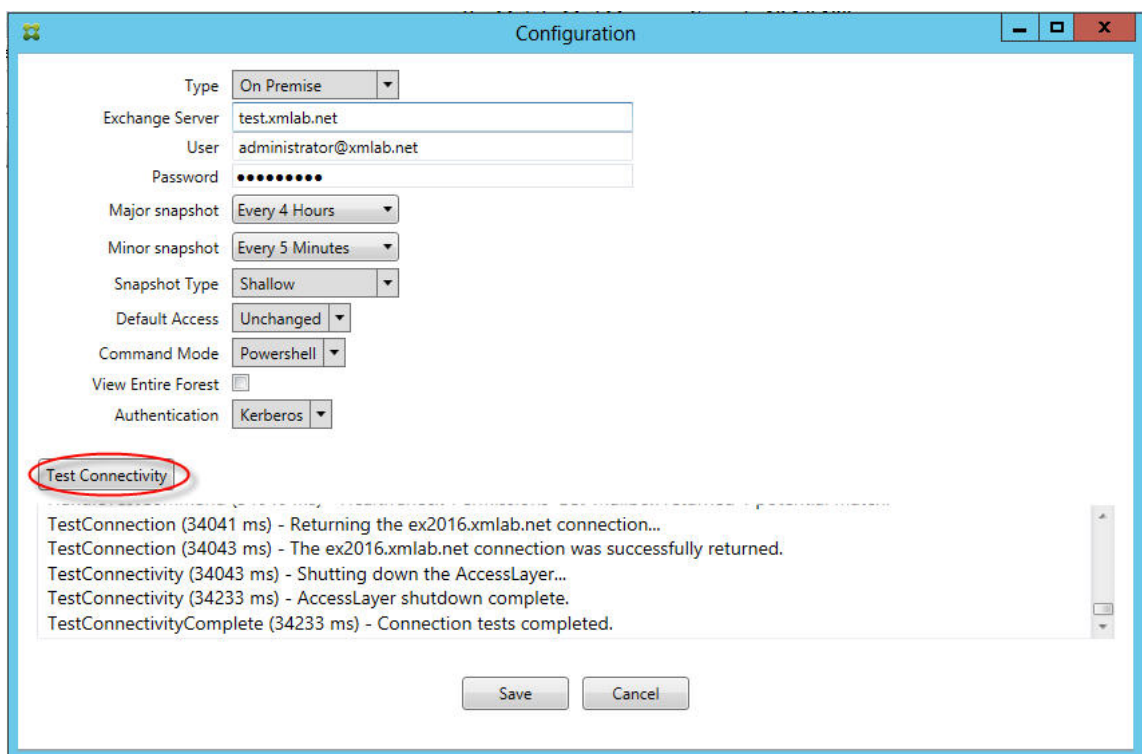 Configuration
Type On Premise
Exchange Server test.xmlab.net
User administrator@xmlab.net
Password •••••••••
Major snapshot Every 4 Hours
Minor snapshot Every 5 Minutes
Snapshot Type Shallow
Default Access Unchanged
Command Mode Powershell
View Entire Forest
Authentication Kerberos
Test Connectivity
TestConnection (34041 ms) - Returning the ex2016.xmlab.net connection...
TestConnection (34043 ms) - The ex2016.xmlab.net connection was successfully returned.
TestConnectivity (34043 ms) - Shutting down the AccessLayer...
TestConnectivity (34233 ms) - AccessLayer shutdown complete.
TestConnectivityComplete (34233 ms) - Connection tests completed.
Save Cancel